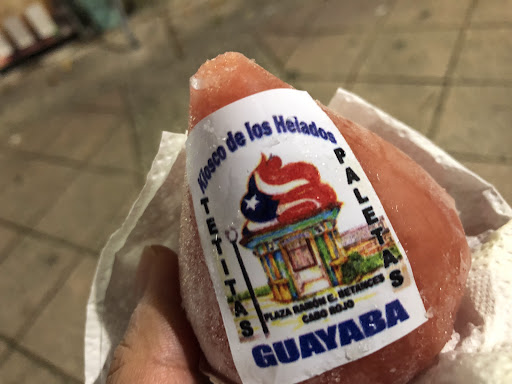 Kiosco de los Helados
TETITAS
PALETAS
PLAZA RAMÓN E. BETANCES
CABO ROJO
GUAYABA